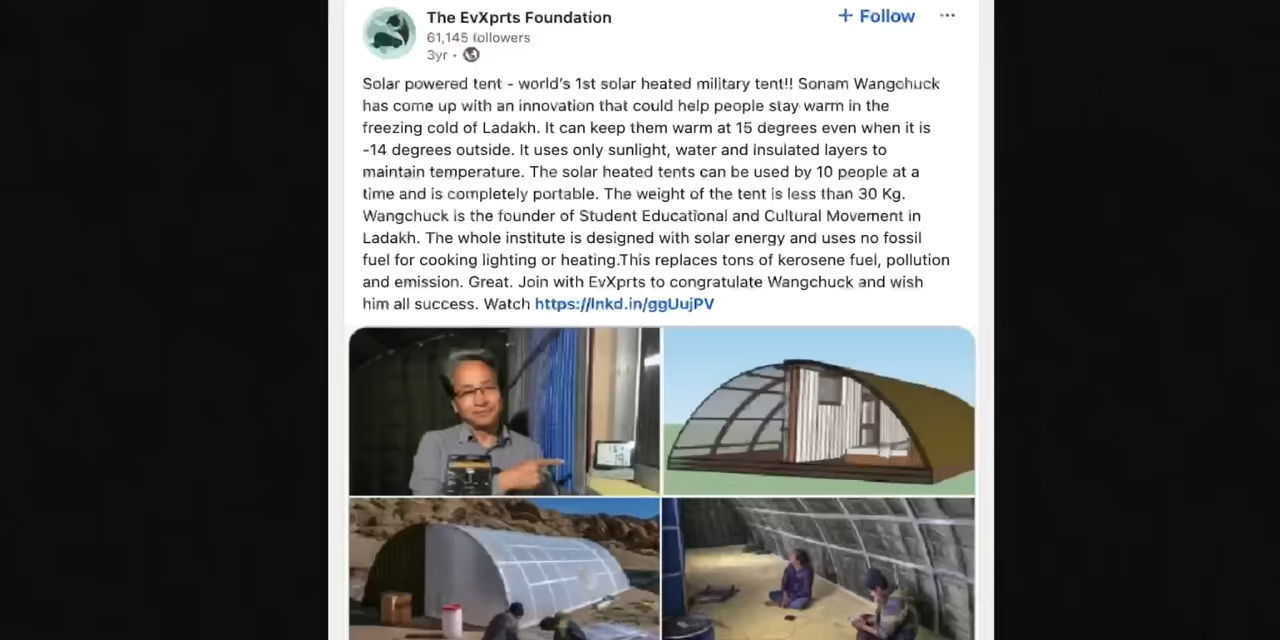 The EvXprts Foundation
+ Follow
61,145 followers
3yr •
Solar powered tent - world's 1st solar heated military tent!! Sonam Wangohuck
has come up with an innovation that could help people stay warm in the
freezing cold of Ladakh. It can keep them warm at 15 degrees even when it is
-14 degrees outside. It uses only sunlight, water and insulated layers to
maintain temperature. The solar heated tents can be used by 10 people at a
time and is completely portable. The weight of the tent is less than 30 Kg.
Wangchuck is the founder of Student Educational and Cultural Movement in
Ladakh. The whole institute is designed with solar energy and uses no fossil
fuel for cooking lighting or heating.This replaces tons of kerosene fuel, pollution
and emission. Great. Join with EvXprts to congratulate Wangchuck and wish
him all success. Watch https://lnkd.in/ggUujPV